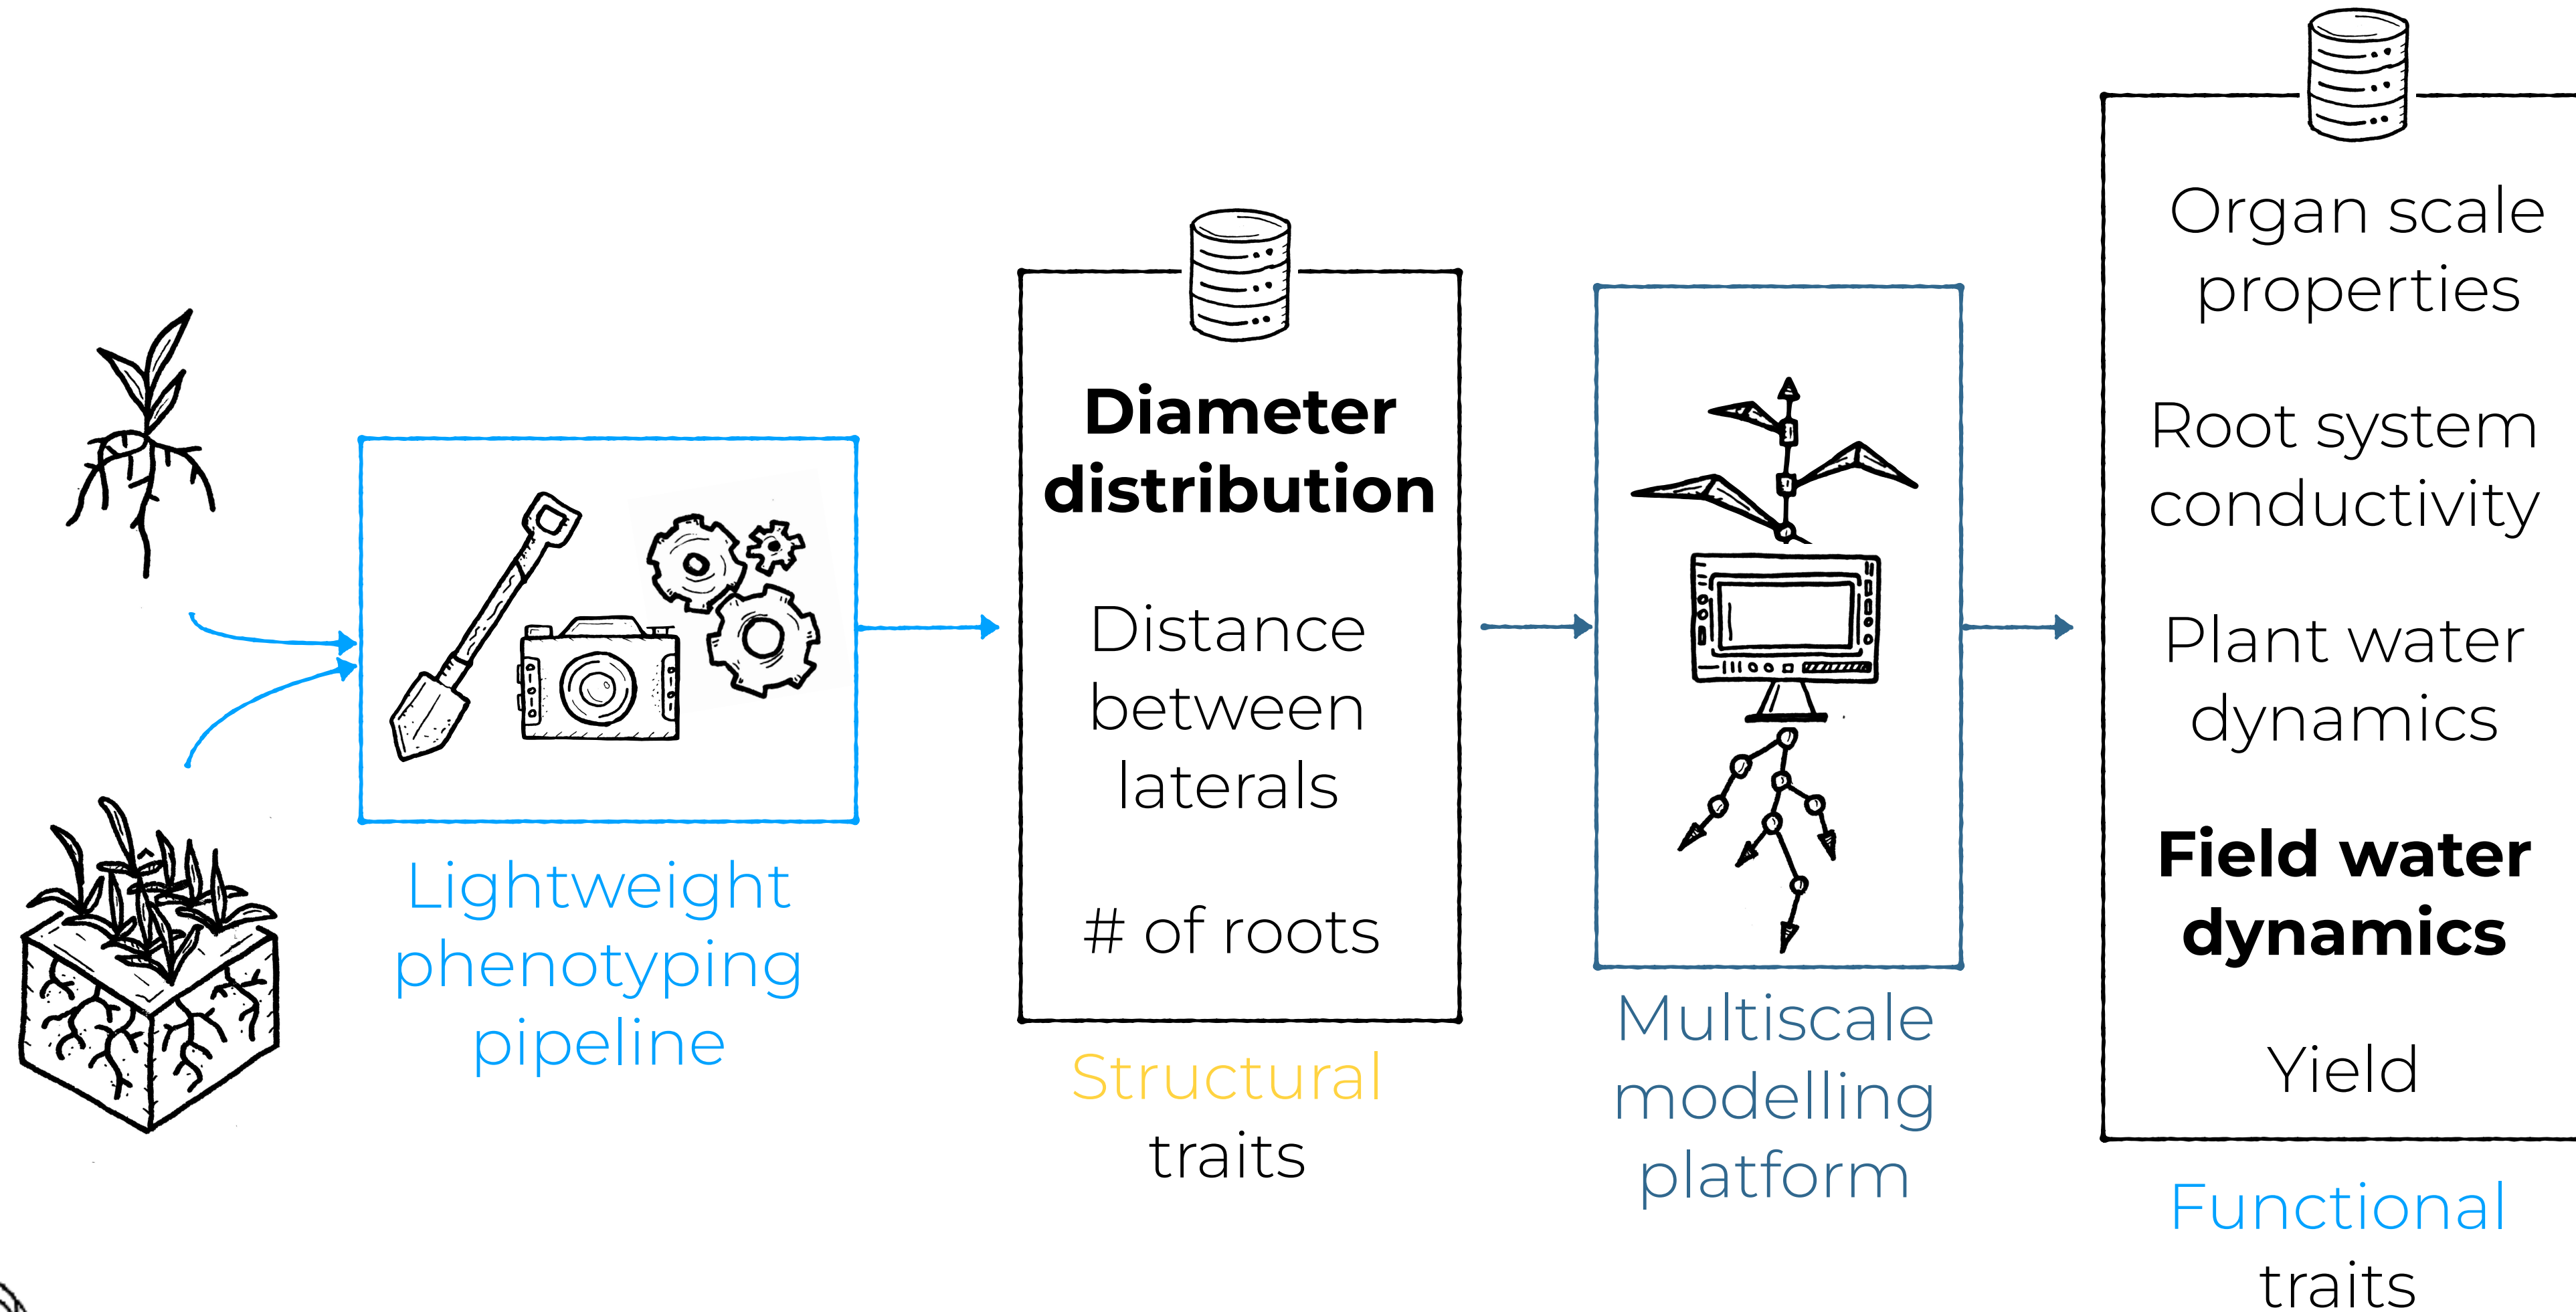 Lightweight
phenotyping
pipeline
Diameter
distribution
Distance
between
laterals
# of roots
Structural
traits
Multiscale
modelling
platform
Organ scale
properties
Root system
conductivity
Plant water
dynamics
Field water
dynamics
Yield
Functional
traits